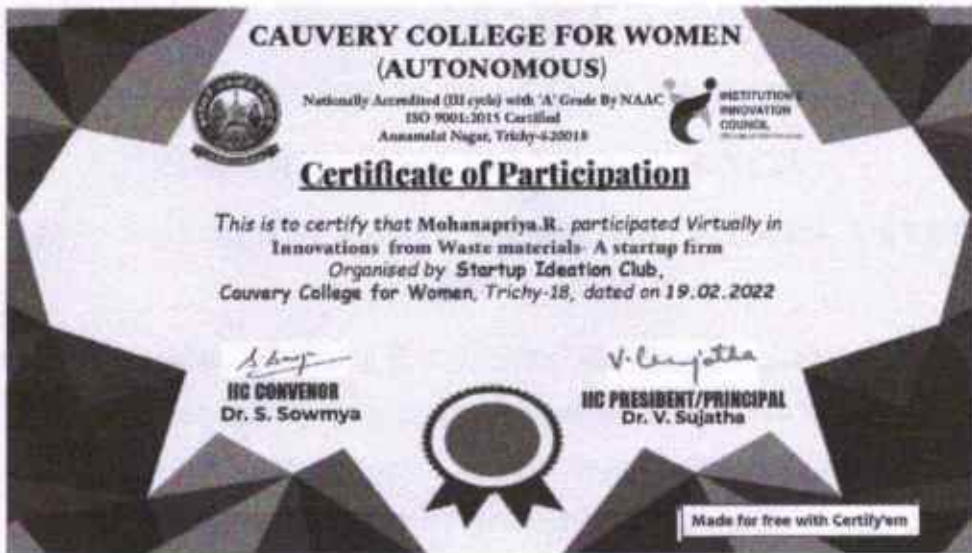 CAUVERY COLLEGE FOR WOMEN
(AUTONOMOUS)
Nationally Accredited (III cycle) with 'A' Grade By NAAC
ISO 9001:2015 Certified
Annamalai Nagar, Trichy-620018
INSTITUTION'S
INNOVATION
COUNCIL
Certificate of Participation
This is to certify that Mohanapriya.R. participated Virtually in
Innovations from Waste materials- A startup firm
Organised by Startup Ideation Club,
Cauvery College for Women, Trichy-18, dated on 19.02.2022
V. Sujatha
IIC CONVENOR
Dr. S. Sowmya
IIC PRESIDENT/PRINCIPAL
Dr. V. Sujatha
Made for free with Certify'em